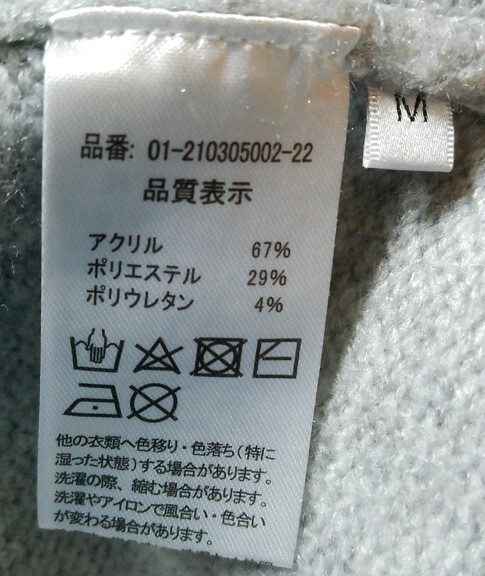 品番: 01-210305002-22
M
品質表示
アクリル 67%
ポリエステル 29%
ポリウレタン 4%
他の衣類へ色移り・色落ち(特に
湿った状態)する場合があります。
洗濯の際、縮む場合があります。
洗濯やアイロンで風合い・色合い
が変わる場合があります。